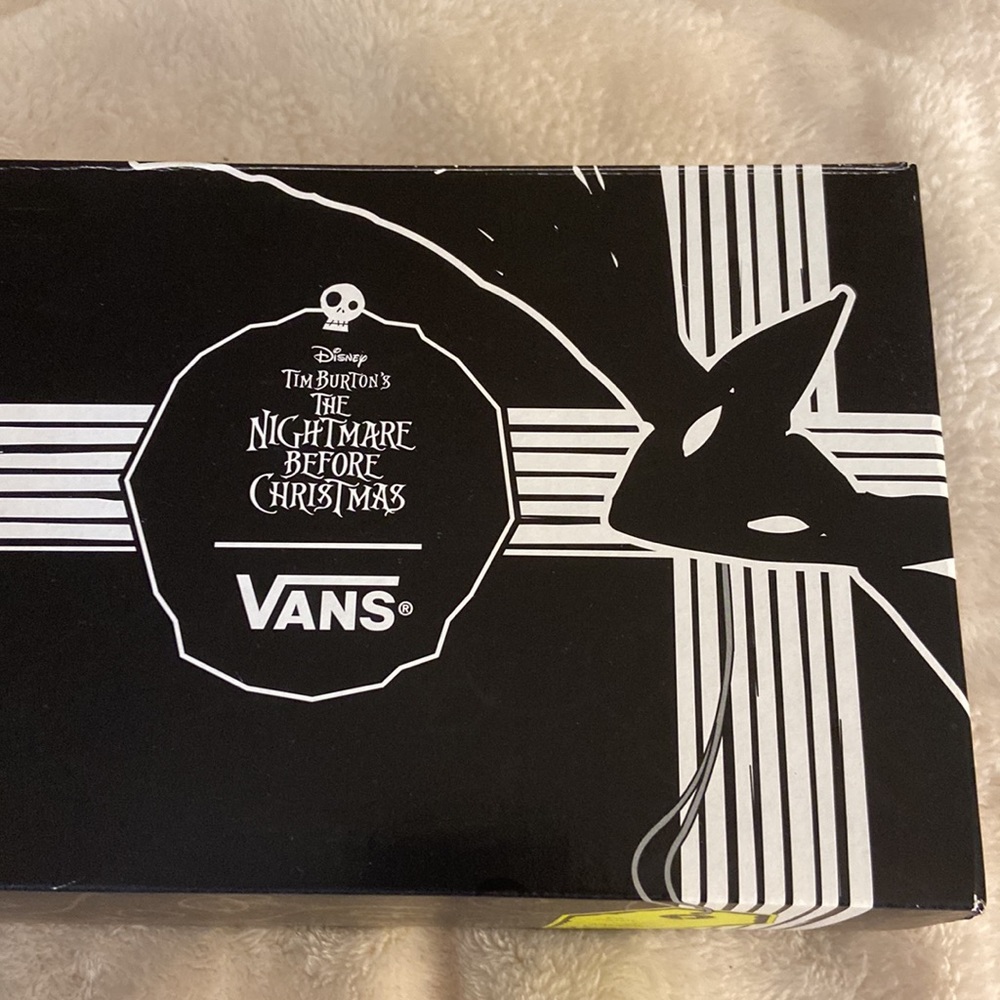 Disney
TIM BURTON'S
THE
NIGHTMARE
BEFORE
CHRISTMAS
VANS®